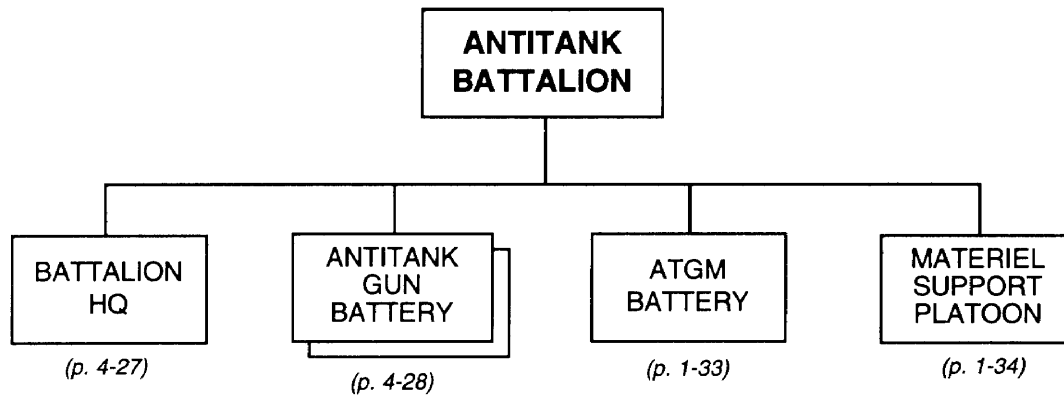 ANTITANK
BATTALION
BATTALION
HQ
(p. 4-27)
ANTITANK
GUN
BATTERY
(p. 4-28)
ATGM
BATTERY
(p. 1-33)
MATERIEL
SUPPORT
PLATOON
(p. 1-34)